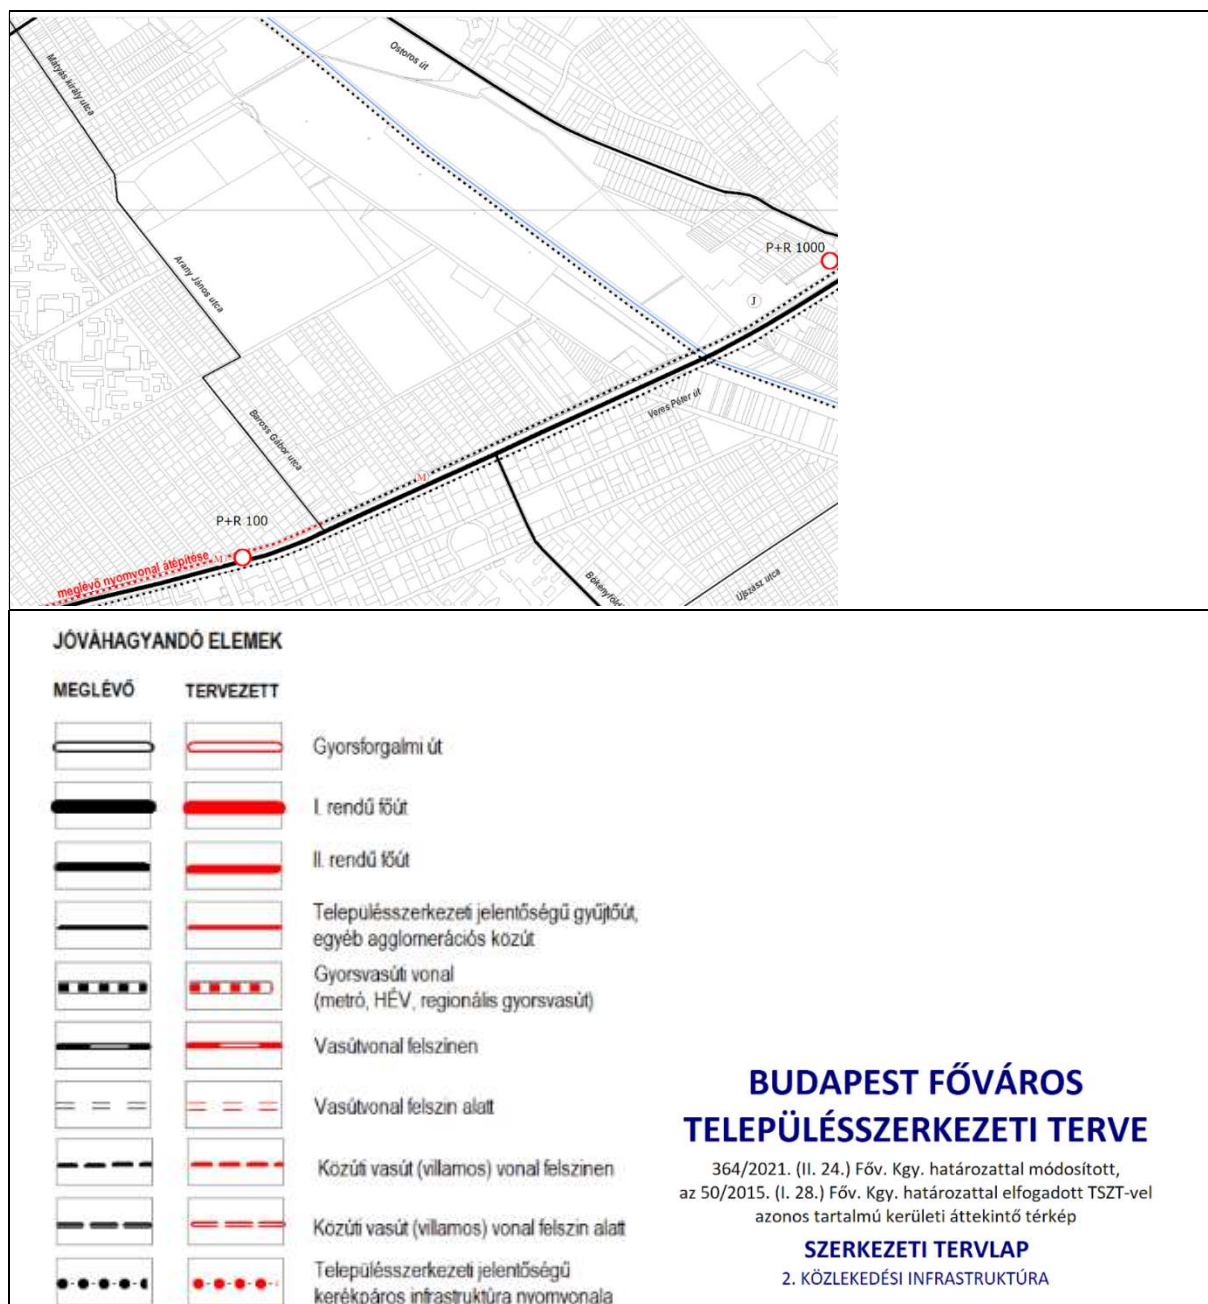 Mátyás király utca
Ostoros út
P+R 1000
J
Arany János utca
Baross Gábor utca
Veres Péter út
M
P+R 100
M
meglévő nyomvonal átépítése
Bökényföld
Újszász utca
JÓVÁHAGYANDÓ ELEMEK
MEGLÉVŐ TERVEZETT
Gyorsforgalmi út
I. rendű főút
II. rendű főút
Településszerkezeti jelentőségű gyűjtőút,
egyéb agglomerációs közút
Gyorsvasúti vonal
(metró, HÉV, regionális gyorsvasút)
Vasútvonal felszínen
Vasútvonal felszín alatt
Közúti vasút (villamos) vonal felszínen
Közúti vasút (villamos) vonal felszín alatt
Településszerkezeti jelentőségű
kerékpáros infrastruktúra nyomvonala
BUDAPEST FŐVÁROS
TELEPÜLÉSSZERKEZETI TERVE
364/2021. (II. 24.) Főv. Kgy. határozattal módosított,
az 50/2015. (I. 28.) Főv. Kgy. határozattal elfogadott TSZT-vel
azonos tartalmú kerületi áttekintő térkép
SZERKEZETI TERVLAP
2. KÖZLEKEDÉSI INFRASTRUKTÚRA